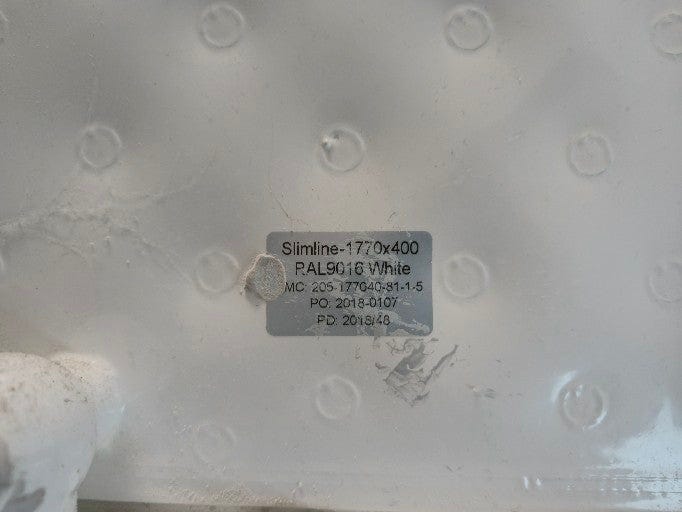 Slimline-1770x400
RAL9016 White
MC: 205-177040-81-1-5
PO: 2018-0107
PD: 2018/48